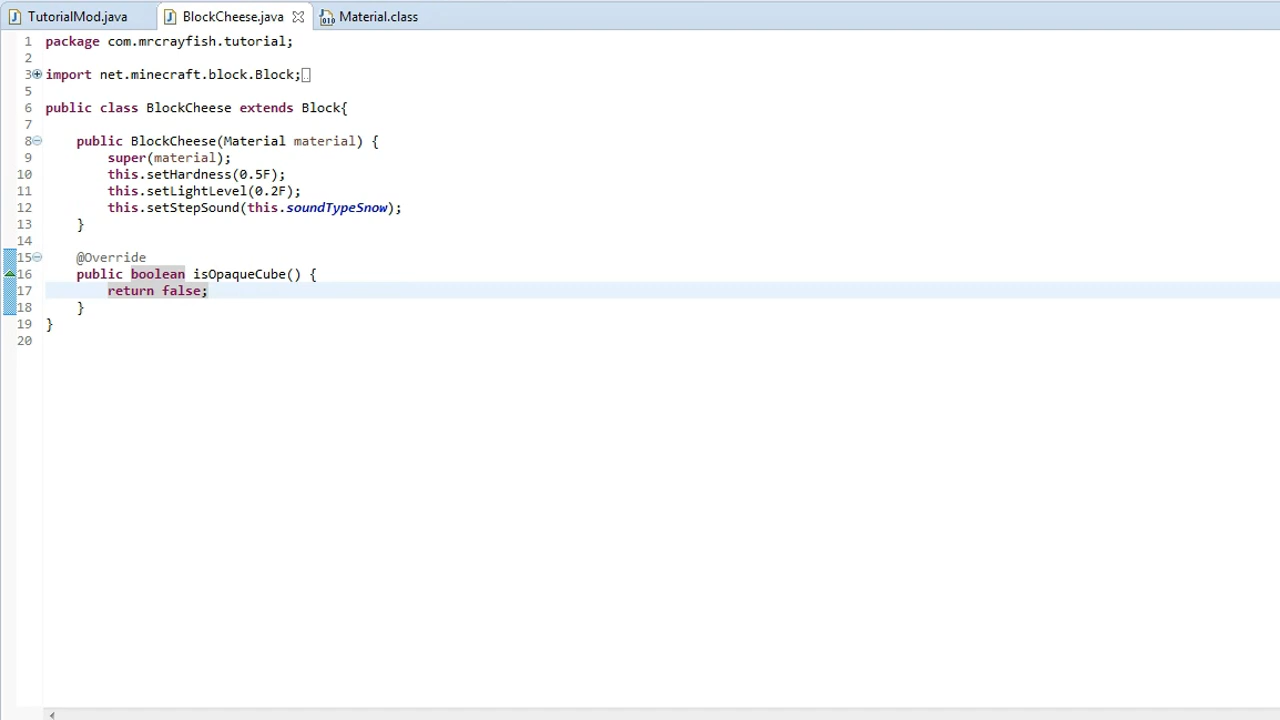 TutorialMod.java BlockCheese.java Material.class
1 package com.mrcrayfish.tutorial;
2
3 import net.minecraft.block.Block;
5
6 public class BlockCheese extends Block{
7
8 public BlockCheese(Material material) {
9 super(material);
10 this.setHardness(0.5F);
11 this.setLightLevel(0.2F);
12 this.setStepSound(this.soundTypeSnow);
13 }
14
15 @Override
16 public boolean isOpaqueCube() {
17 return false;
18 }
19 }
20